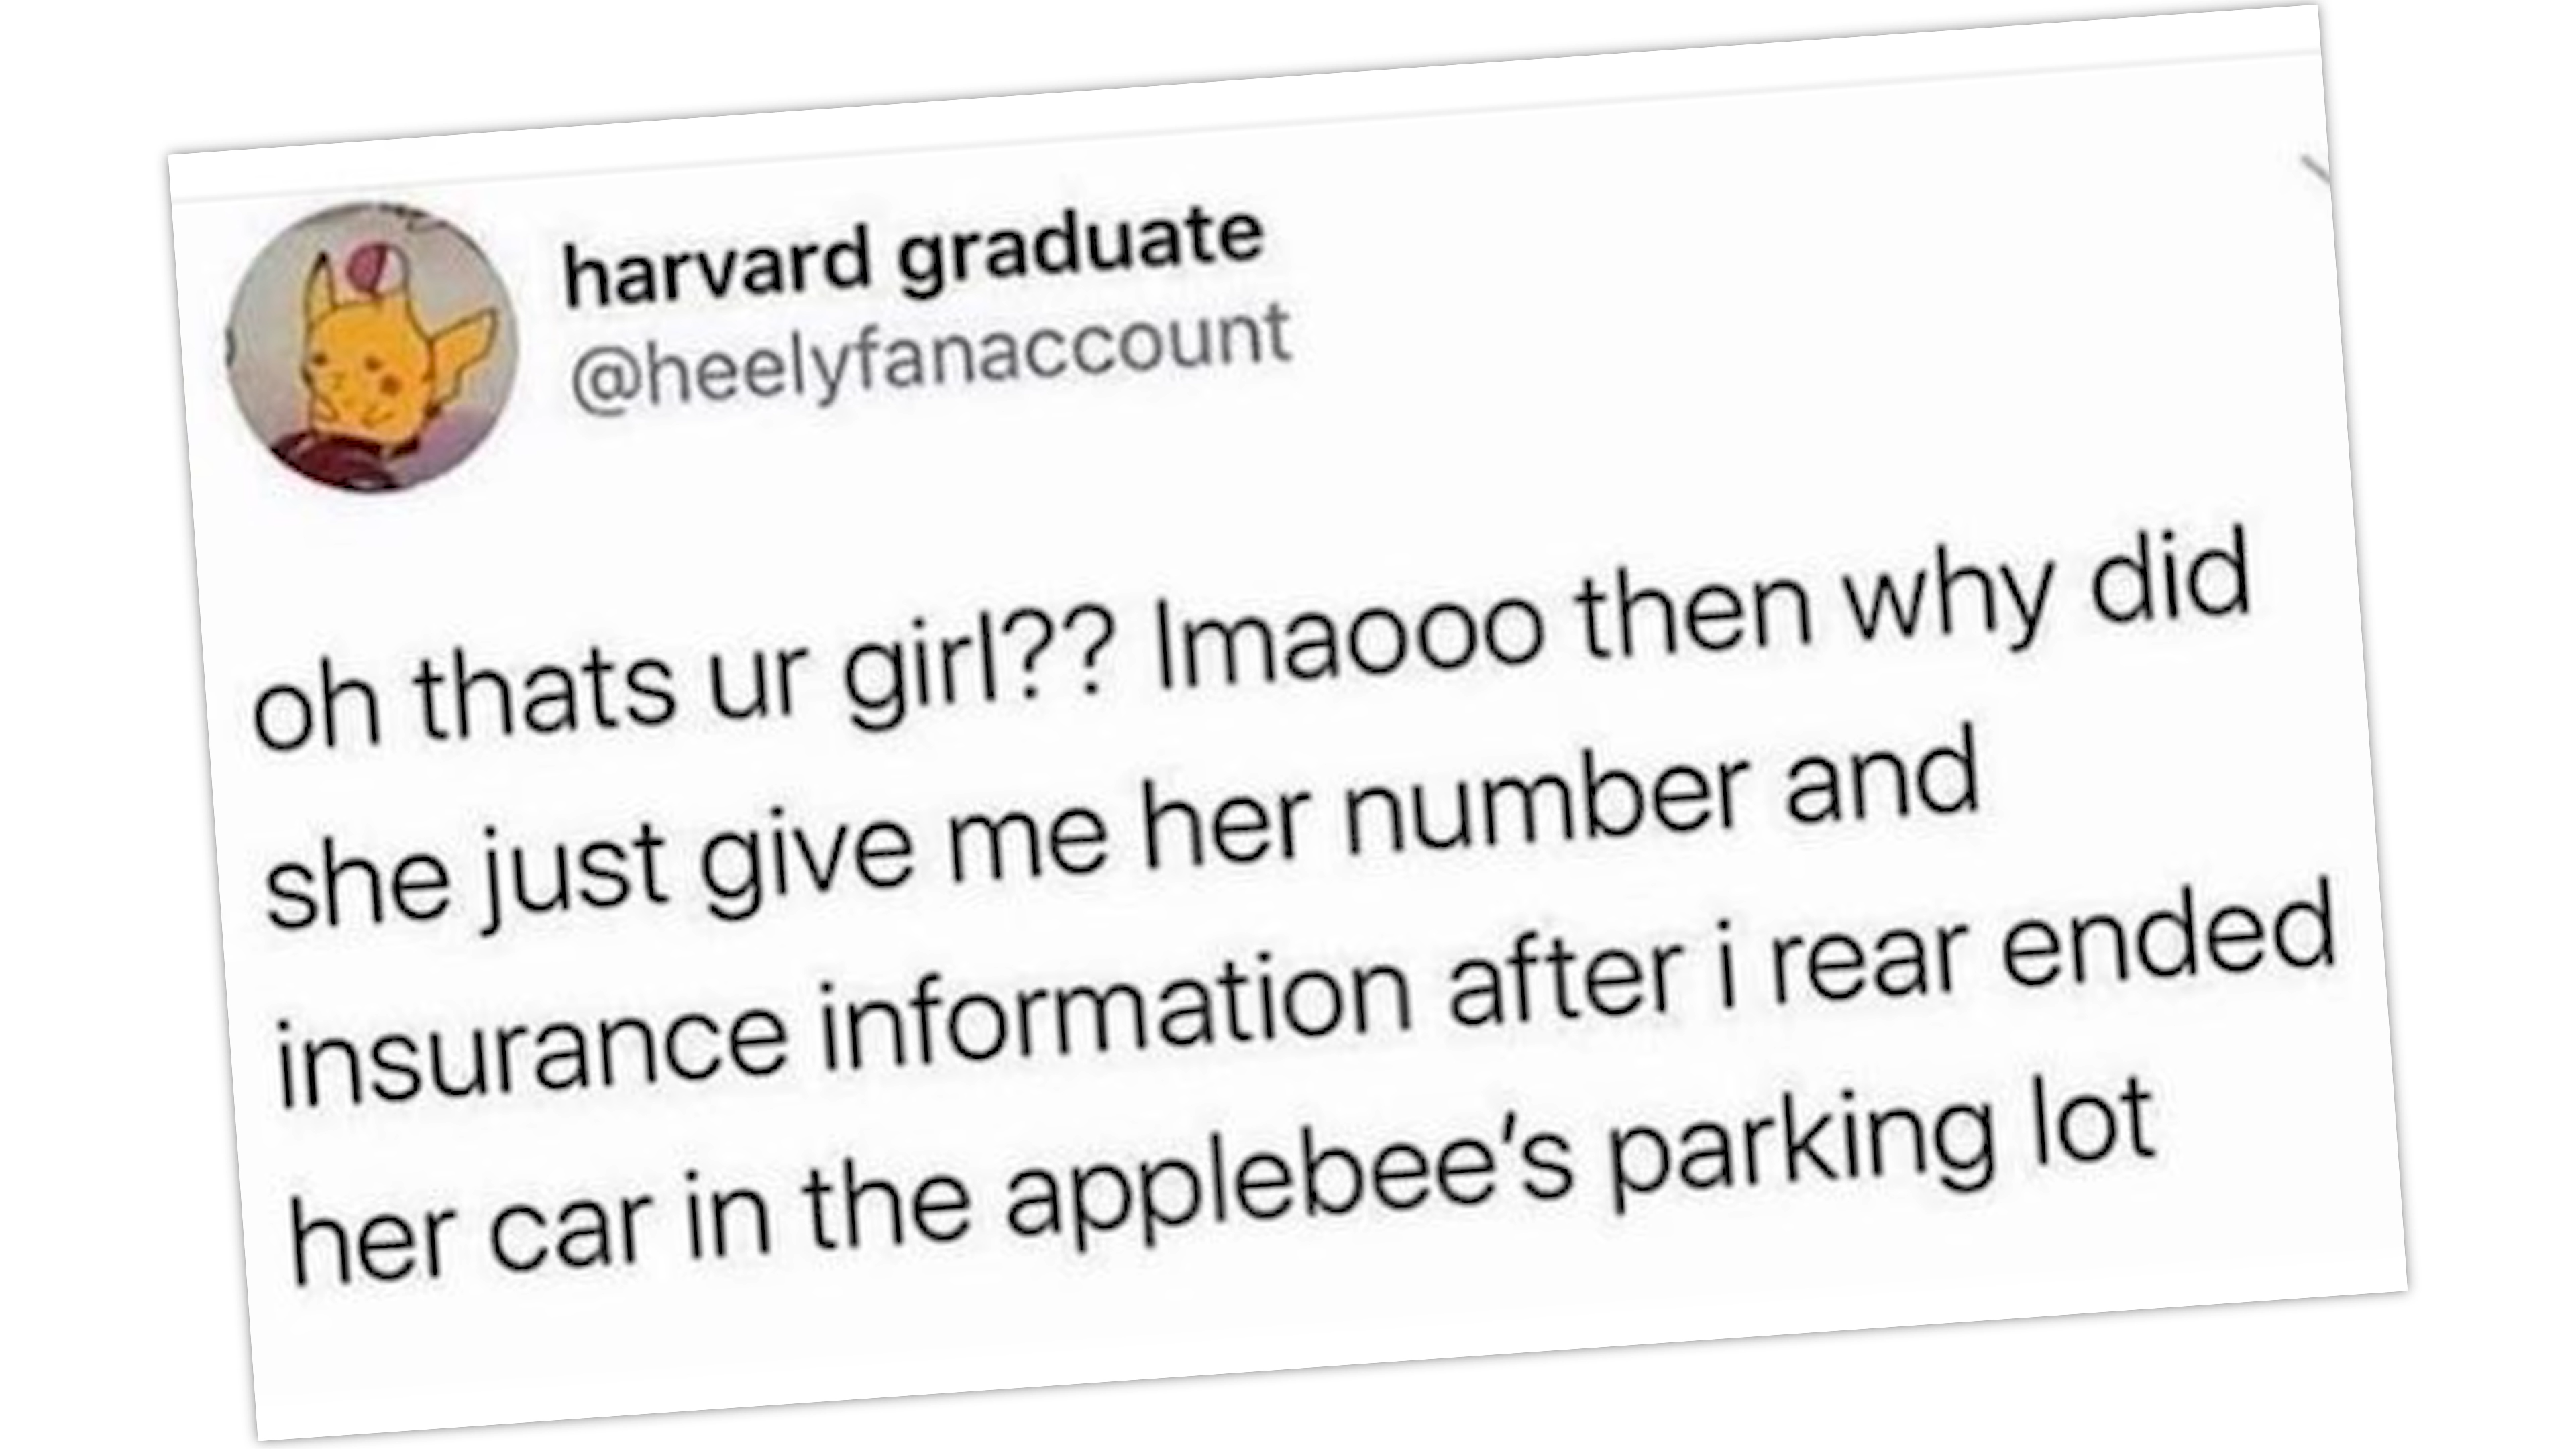 harvard graduate
@heelyfanaccount
oh thats ur girl?? lmaooo then why did
she just give me her number and
insurance information after i rear ended
her car in the applebee's parking lot